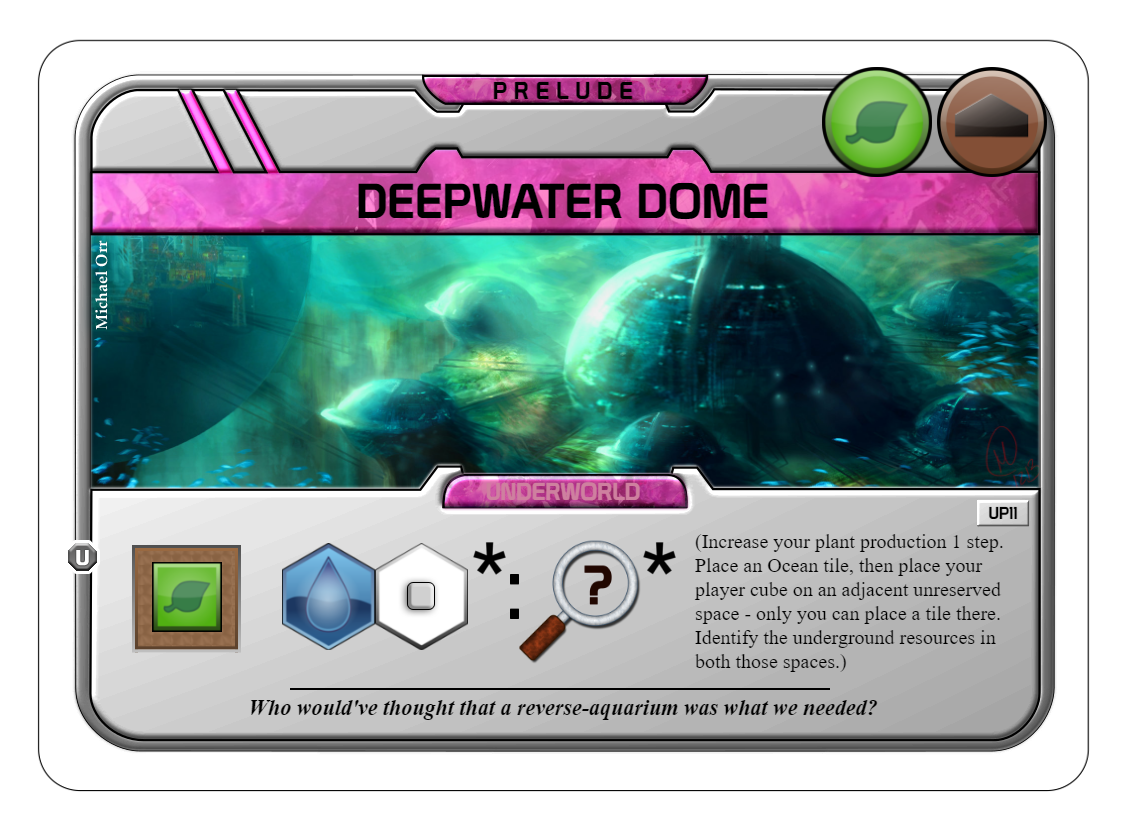 PRELUDE
DEEPWATER DOME
Michael Orr
UNDERWORLD
UP11
U
* : ? *
(Increase your plant production 1 step.
Place an Ocean tile, then place your
player cube on an adjacent unreserved
space - only you can place a tile there.
Identify the underground resources in
both those spaces.)
Who would've thought that a reverse-aquarium was what we needed?